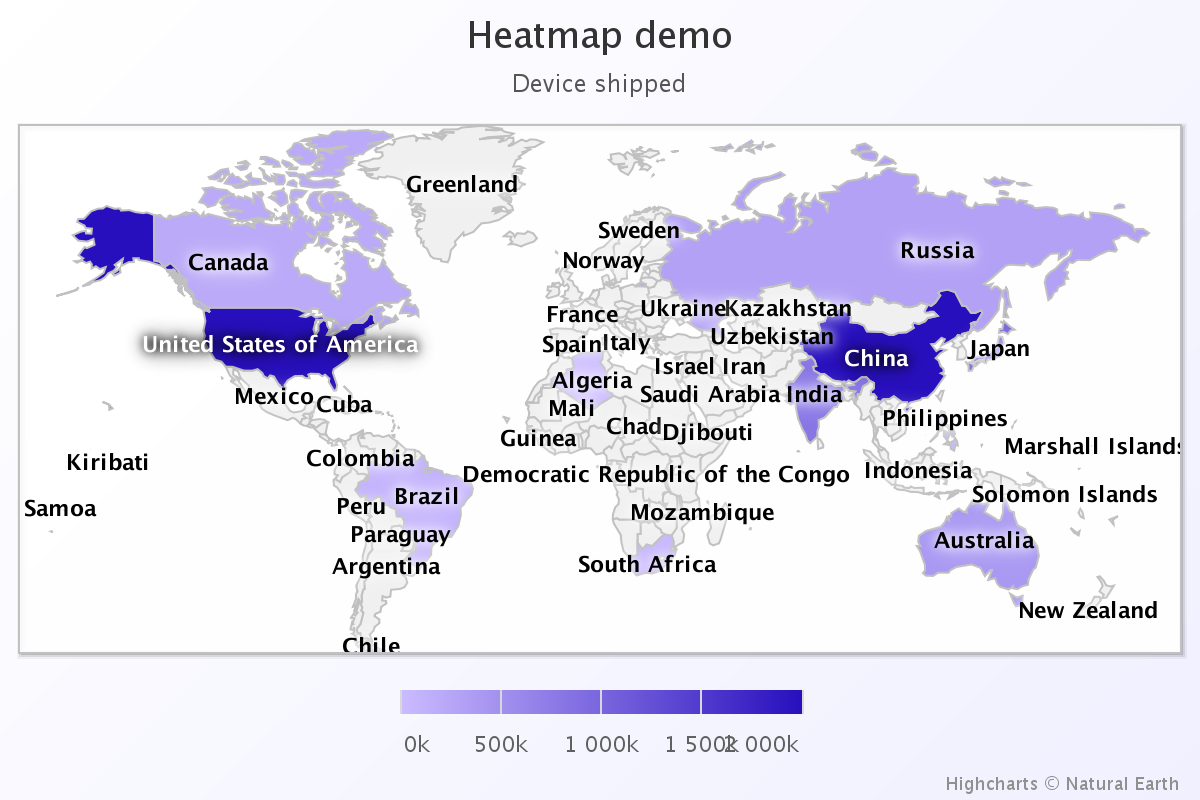 Heatmap demo
Device shipped
Greenland
Sweden
Russia
Norway
Canada
Ukraine
Kazakhstan
France
Uzbekistan
United States of America
Spain
Italy
Japan
China
Israel
Iran
Algeria
Saudi Arabia
India
Mexico
Cuba
Mali
Philippines
Chad
Djibouti
Guinea
Marshall Islands
Kiribati
Colombia
Democratic Republic of the Congo
Indonesia
Brazil
Solomon Islands
Samoa
Peru
Mozambique
Paraguay
Australia
Argentina
South Africa
New Zealand
Chile
0k
500k
1 000k
1 500k
2 000k
Highcharts © Natural Earth